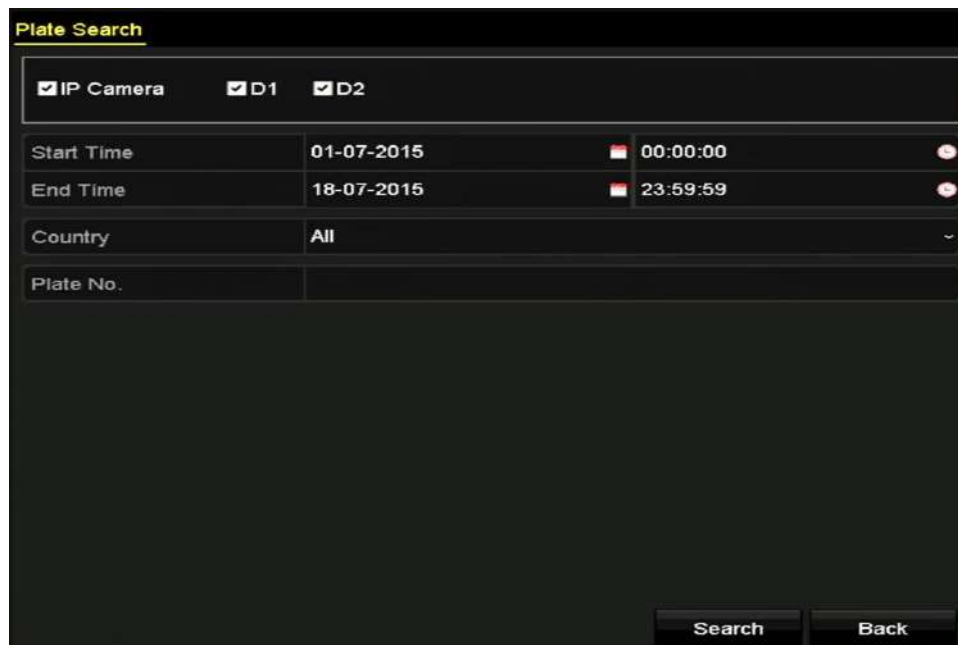 Plate Search
IP Camera D1 D2
Start Time 01-07-2015 00:00:00
End Time 18-07-2015 23:59:59
Country All
Plate No.
Search Back